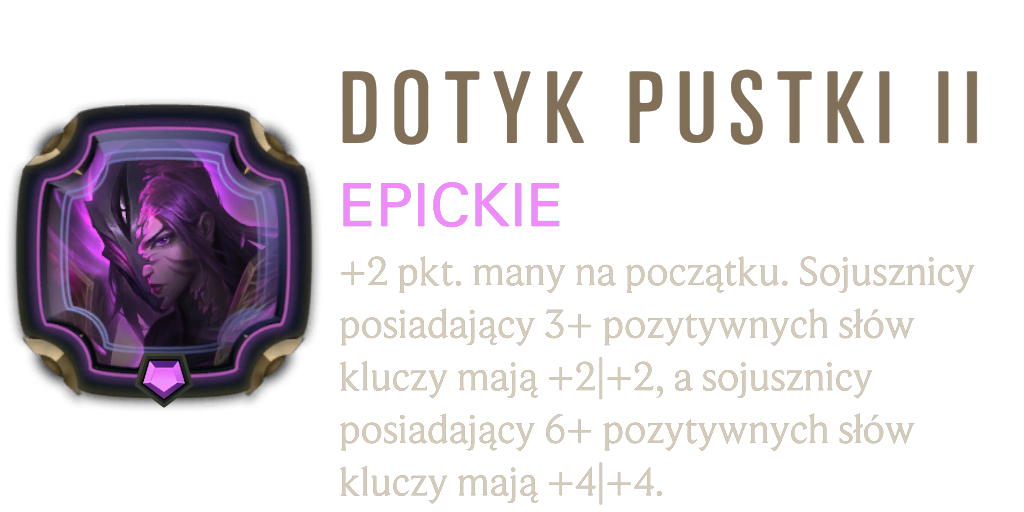 DOTYK PUSTKI II
EPICKIE
+2 pkt. many na początku. Sojusznicy
posiadający 3+ pozytywnych słów
kluczy mają +2|+2, a sojusznicy
posiadający 6+ pozytywnych słów
kluczy mają +4|+4.